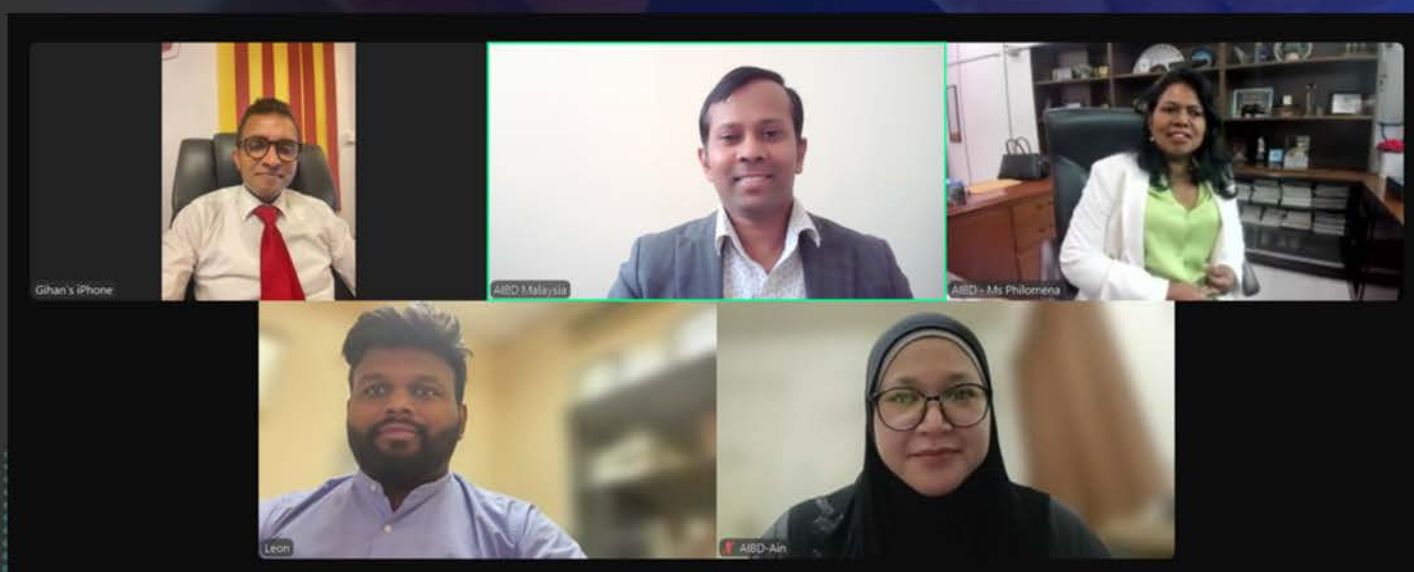 Gihan's iPhone
AIBD Malaysia
AIBD - Ms Philomena
Leon
AIBD-Ain